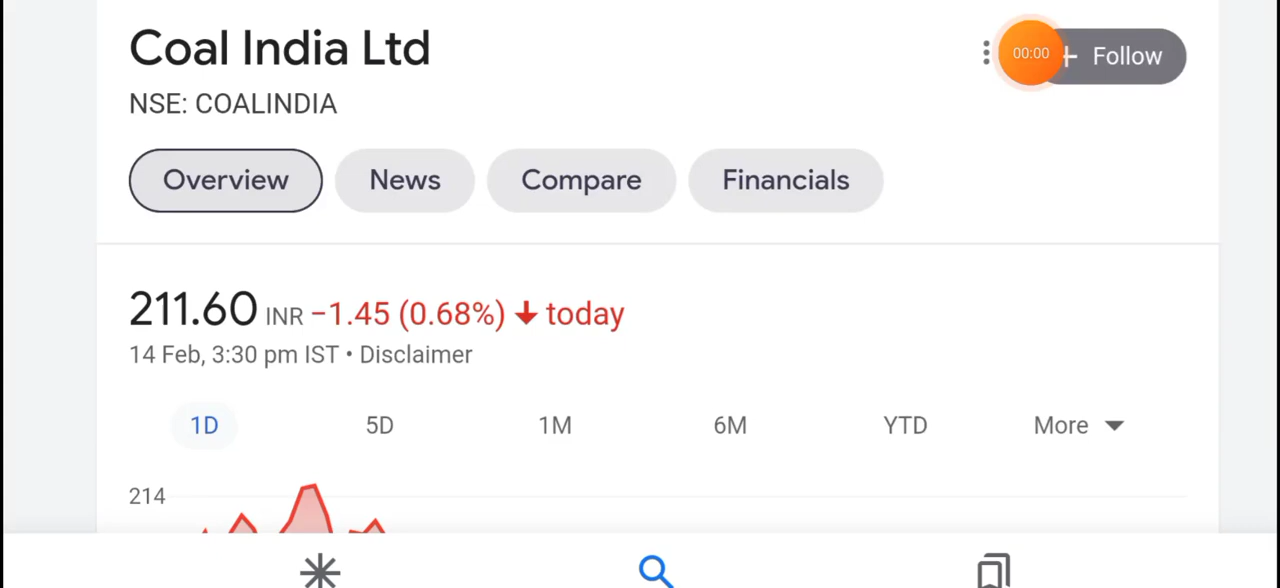 Coal India Ltd
00:00
+ Follow
NSE: COALINDIA
Overview News Compare Financials
211.60 INR −1.45 (0.68%) ↓ today
14 Feb, 3:30 pm IST • Disclaimer
1D 5D 1M 6M YTD More
214